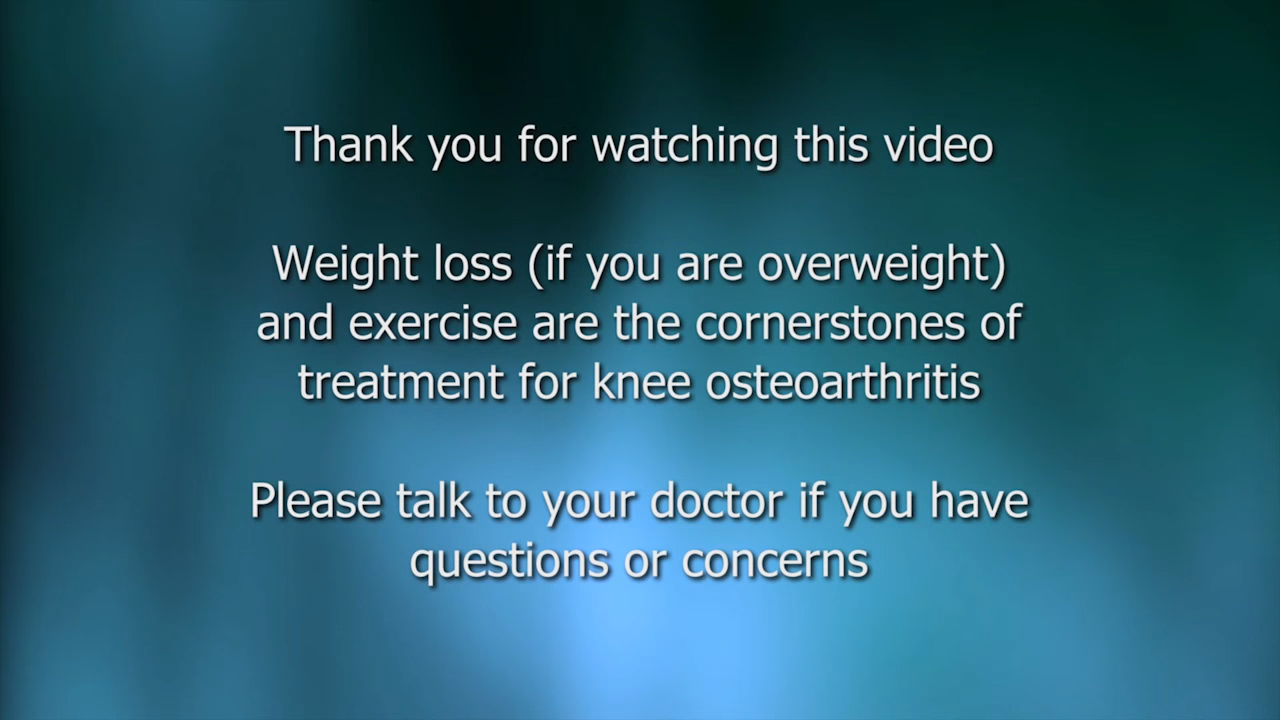 Thank you for watching this video
Weight loss (if you are overweight)
and exercise are the cornerstones of
treatment for knee osteoarthritis
Please talk to your doctor if you have
questions or concerns